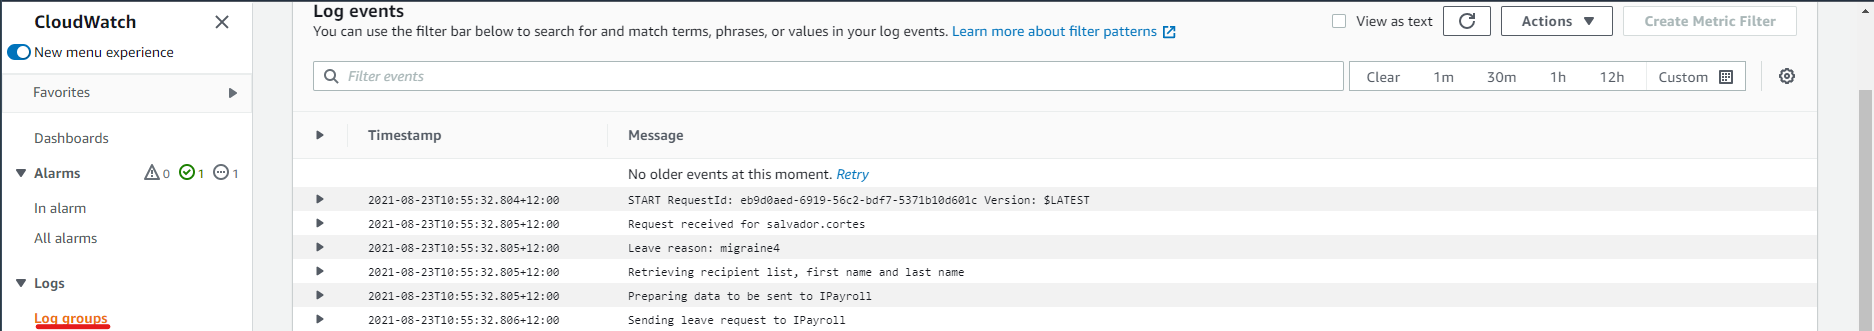 CloudWatch
New menu experience
Favorites
Dashboards
Alarms 0 1 1
In alarm
All alarms
Logs
Log groups
Log events
You can use the filter bar below to search for and match terms, phrases, or values in your log events. Learn more about filter patterns
View as text
Actions
Create Metric Filter
Filter events
Clear 1m 30m 1h 12h Custom
Timestamp Message
No older events at this moment. Retry
2021-08-23T10:55:32.804+12:00 START RequestId: eb9d0aed-6919-56c2-bdf7-5371b10d601c Version: $LATEST
2021-08-23T10:55:32.805+12:00 Request received for salvador.cortes
2021-08-23T10:55:32.805+12:00 Leave reason: migraine4
2021-08-23T10:55:32.805+12:00 Retrieving recipient list, first name and last name
2021-08-23T10:55:32.805+12:00 Preparing data to be sent to IPayroll
2021-08-23T10:55:32.806+12:00 Sending leave request to IPayroll